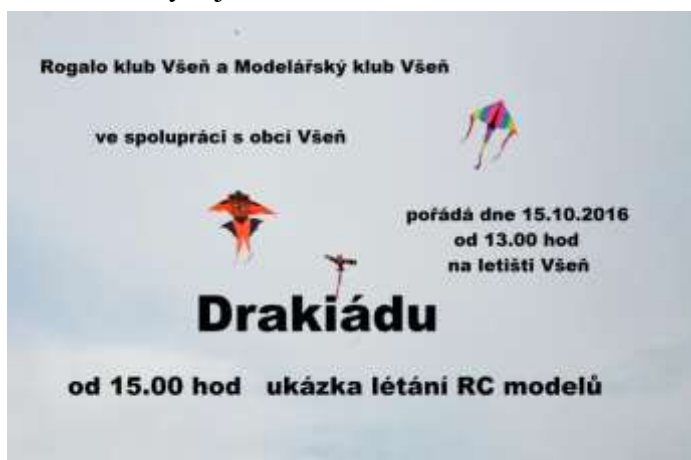 Rogalo klub Všeň a Modelářský klub Všeň
ve spolupráci s obcí Všeň
pořádá dne 15.10.2016
od 13.00 hod
na letišti Všeň
Drakiádu
od 15.00 hod ukázka létání RC modelů